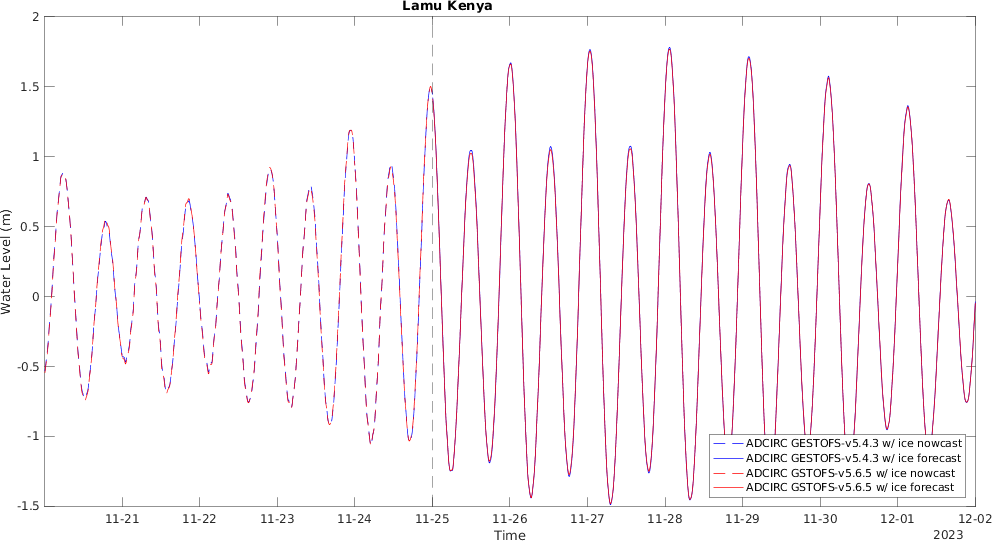 Lamu Kenya
2
1.5
1
0.5
0
-0.5
-1
-1.5
Water Level (m)
ADCIRC GESTOFS-v5.4.3 w/ ice nowcast
ADCIRC GESTOFS-v5.4.3 w/ ice forecast
ADCIRC GSTOFS-v5.6.5 w/ ice nowcast
ADCIRC GSTOFS-v5.6.5 w/ ice forecast
11-21 11-22 11-23 11-24 11-25 11-26 11-27 11-28 11-29 11-30 12-01 12-02
Time
2023